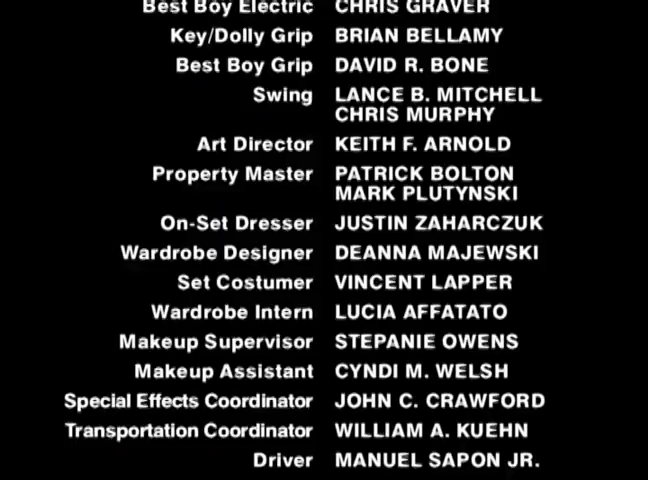 Best Boy Electric CHRIS GRAVER
Key/Dolly Grip BRIAN BELLAMY
Best Boy Grip DAVID R. BONE
Swing LANCE B. MITCHELL
CHRIS MURPHY
Art Director KEITH F. ARNOLD
Property Master PATRICK BOLTON
MARK PLUTYNSKI
On-Set Dresser JUSTIN ZAHARCZUK
Wardrobe Designer DEANNA MAJEWSKI
Set Costumer VINCENT LAPPER
Wardrobe Intern LUCIA AFFATATO
Makeup Supervisor STEPANIE OWENS
Makeup Assistant CYNDI M. WELSH
Special Effects Coordinator JOHN C. CRAWFORD
Transportation Coordinator WILLIAM A. KUEHN
Driver MANUEL SAPON JR.